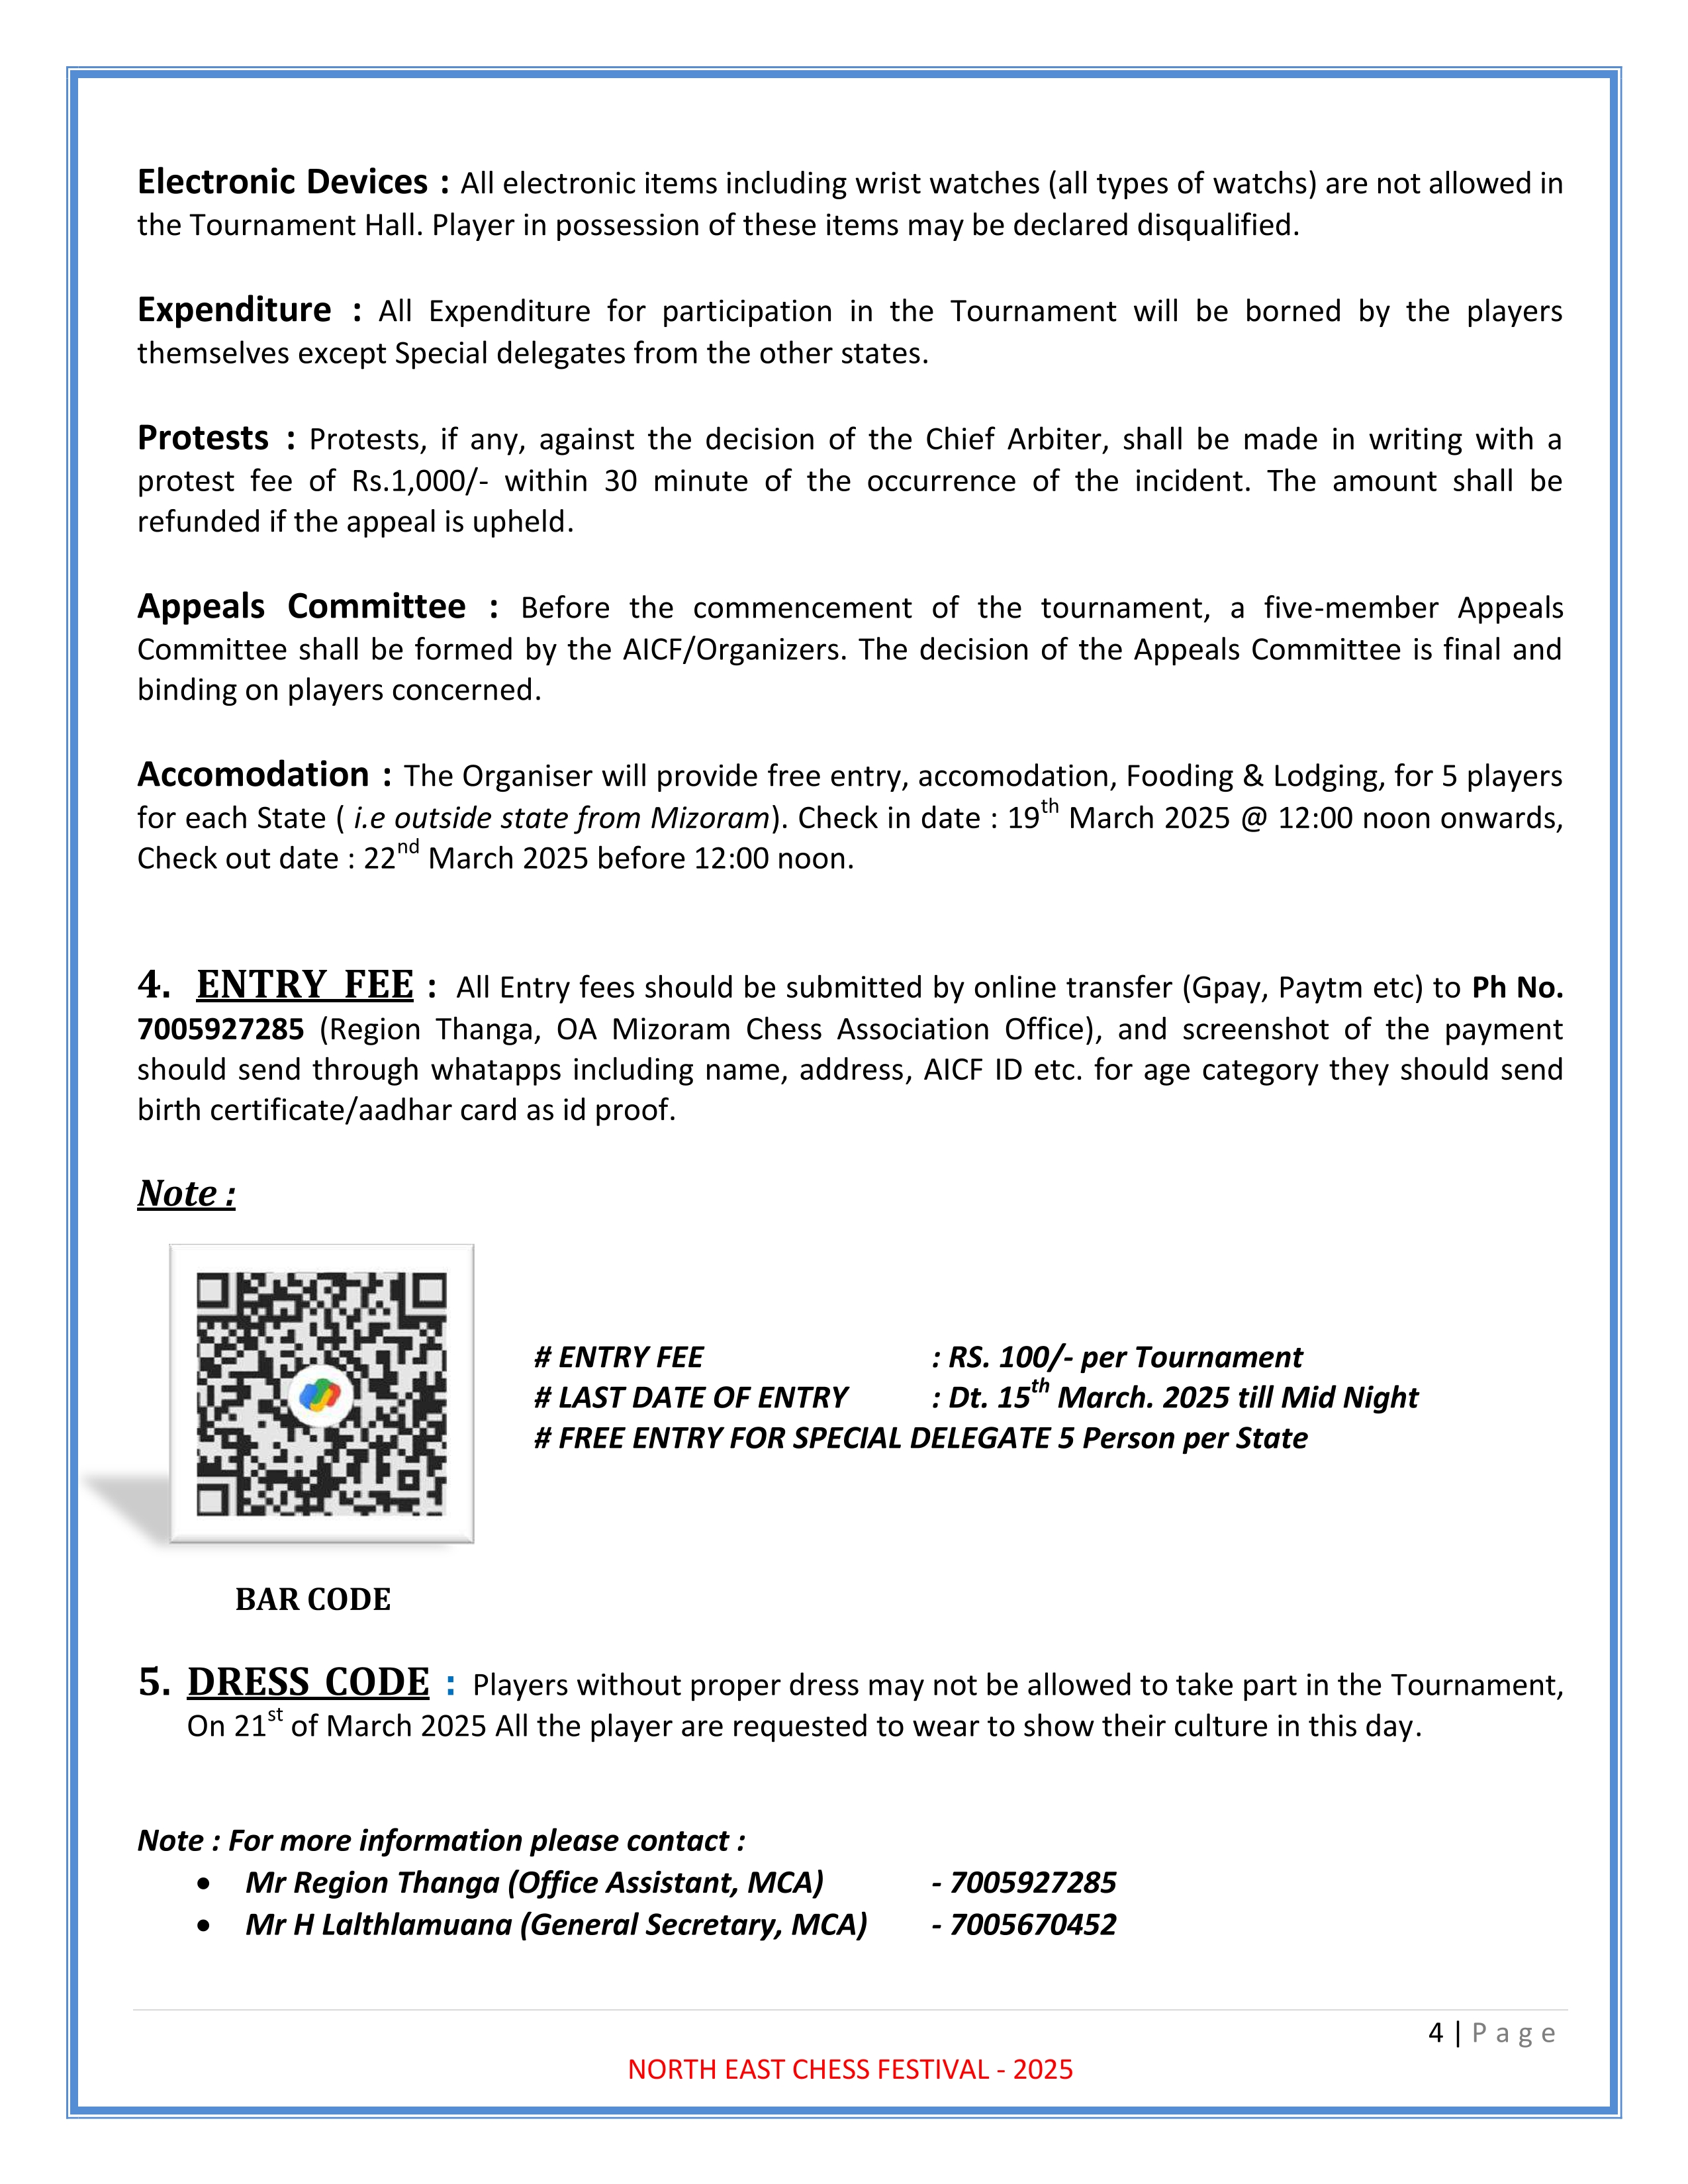 Electronic Devices : All electronic items including wrist watches (all types of watchs) are not allowed in
the Tournament Hall. Player in possession of these items may be declared disqualified.
Expenditure : All Expenditure for participation in the Tournament will be borned by the players
themselves except Special delegates from the other states.
Protests : Protests, if any, against the decision of the Chief Arbiter, shall be made in writing with a
protest fee of Rs.1,000/- within 30 minute of the occurrence of the incident. The amount shall be
refunded if the appeal is upheld.
Appeals Committee : Before the commencement of the tournament, a five-member Appeals
Committee shall be formed by the AICF/Organizers. The decision of the Appeals Committee is final and
binding on players concerned.
Accomodation : The Organiser will provide free entry, accomodation, Fooding & Lodging, for 5 players
for each State ( i.e outside state from Mizoram). Check in date : 19th March 2025 @ 12:00 noon onwards,
Check out date : 22nd March 2025 before 12:00 noon.
4. ENTRY FEE : All Entry fees should be submitted by online transfer (Gpay, Paytm etc) to Ph No.
7005927285 (Region Thanga, OA Mizoram Chess Association Office), and screenshot of the payment
should send through whatapps including name, address, AICF ID etc. for age category they should send
birth certificate/aadhar card as id proof.
Note :
# ENTRY FEE : RS. 100/- per Tournament
# LAST DATE OF ENTRY : Dt. 15th March. 2025 till Mid Night
# FREE ENTRY FOR SPECIAL DELEGATE 5 Person per State
BAR CODE
5. DRESS CODE : Players without proper dress may not be allowed to take part in the Tournament,
On 21st of March 2025 All the player are requested to wear to show their culture in this day.
Note : For more information please contact :
• Mr Region Thanga (Office Assistant, MCA) - 7005927285
• Mr H Lalthlamuana (General Secretary, MCA) - 7005670452
4 | Page
NORTH EAST CHESS FESTIVAL - 2025